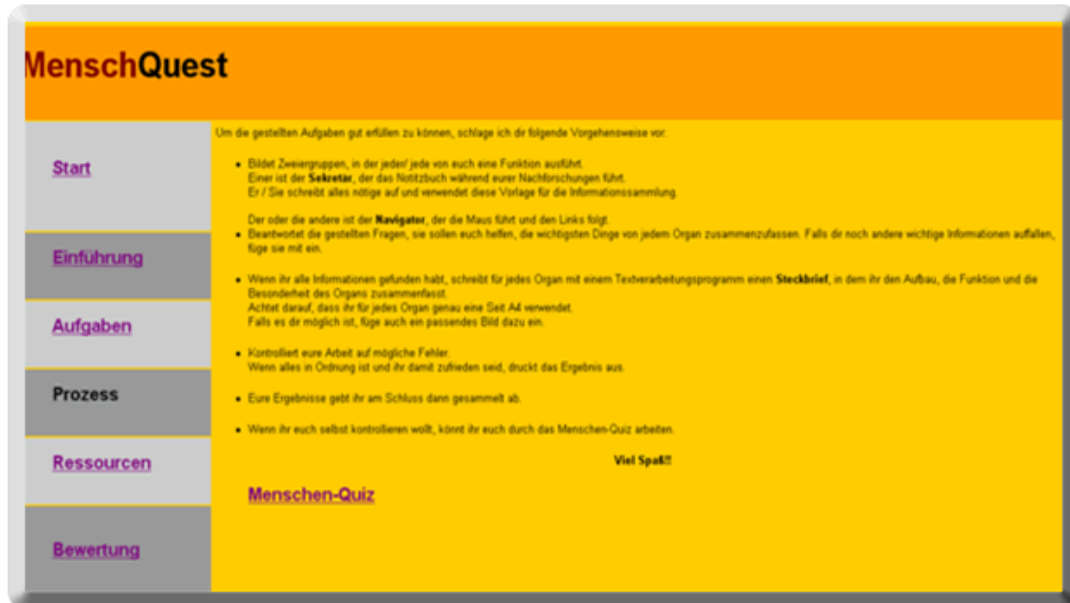 MenschQuest
Start
Einführung
Aufgaben
Prozess
Ressourcen
Bewertung
Um die gestellten Aufgaben gut erfüllen zu können, schlage ich dir folgende Vorgehensweise vor:
Bildet Zweiergruppen, in der jeder/ jede von euch eine Funktion ausführt.
Einer ist der Sekretär, der das Notitzbuch während eurer Nachforschungen führt.
Er / Sie schreibt alles nötige auf und verwendet diese Vorlage für die Informationssammlung.
Der oder die andere ist der Navigator, der die Maus führt und den Links folgt.
Beantwortet die gestellten Fragen, sie sollen euch helfen, die wichtigsten Dinge von jedem Organ zusammenzufassen. Falls dir noch andere wichtige Informationen auffallen,
füge sie mit ein.
Wenn ihr alle Informationen gefunden habt, schreibt für jedes Organ mit einem Textverarbeitungsprogramm einen Steckbrief, in dem ihr den Aufbau, die Funktion und die
Besonderheit des Organs zusammenfasst.
Achtet darauf, dass ihr für jedes Organ genau eine Seit A4 verwendet.
Falls es dir möglich ist, füge auch ein passendes Bild dazu ein.
Kontrolliert eure Arbeit auf mögliche Fehler.
Wenn alles in Ordnung ist und ihr damit zufrieden seid, druckt das Ergebnis aus.
Eure Ergebnisse gebt ihr am Schluss dann gesammelt ab.
Wenn ihr euch selbst kontrollieren wollt, könnt ihr euch durch das Menschen-Quiz arbeiten.
Viel Spaß!!
Menschen-Quiz